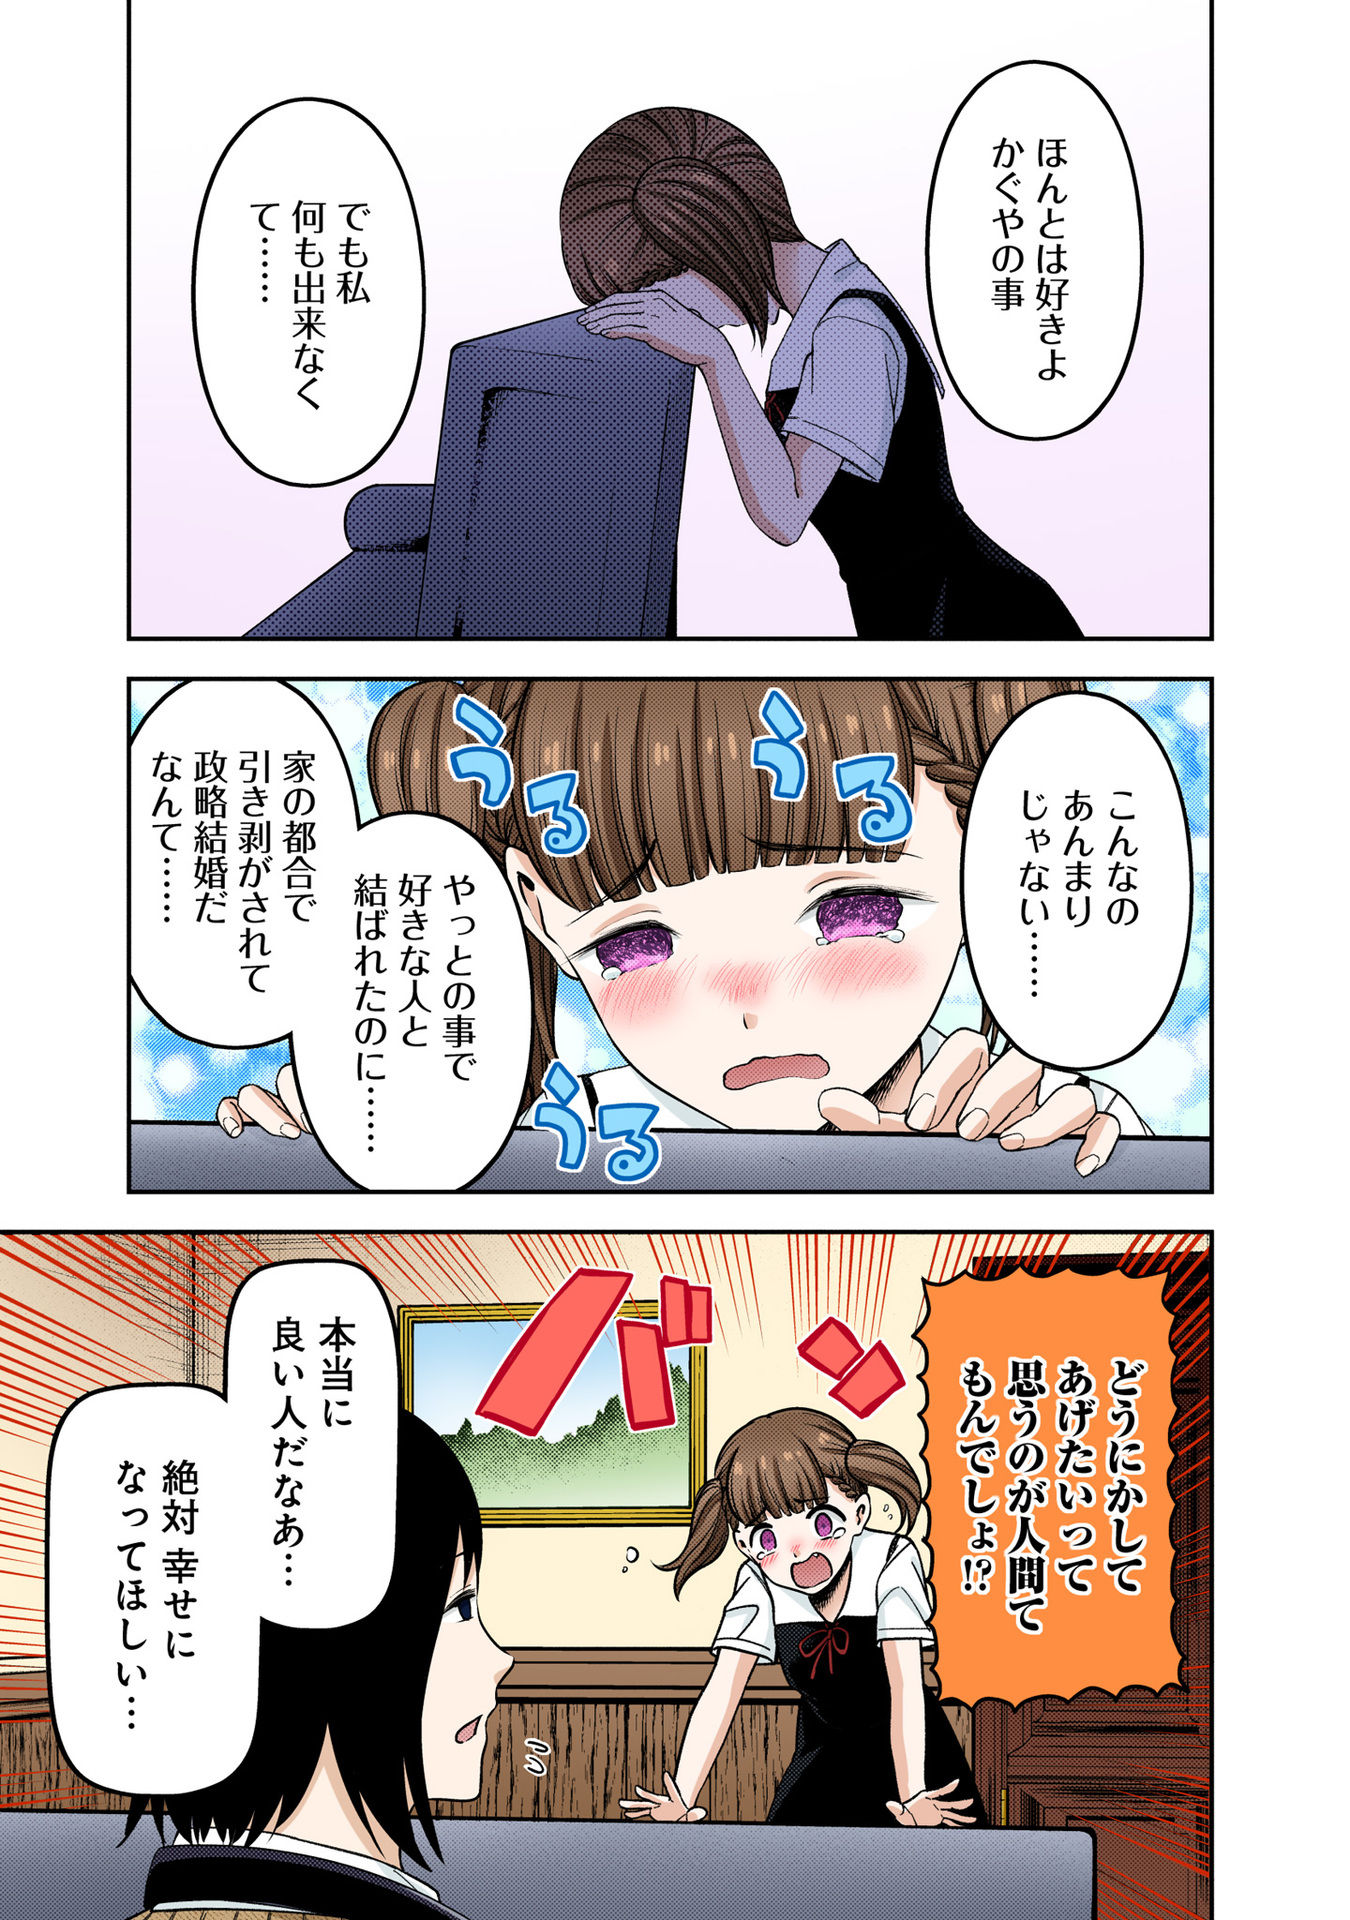 ほんとは好きよ
かぐやの事
でも私
何も出来なく
て……
こんなの
あんまり
じゃない……
うる
うる
うる
やっとの事で
好きな人と
結ばれたのに……
家の都合で
引き剥がされて
政略結婚だ
なんて……
どうにかして
あげたいって
思うのが人間て
もんでしょ!?
バッ
本当に
良い人だなあ…
絶対 幸せに
なってほしい…